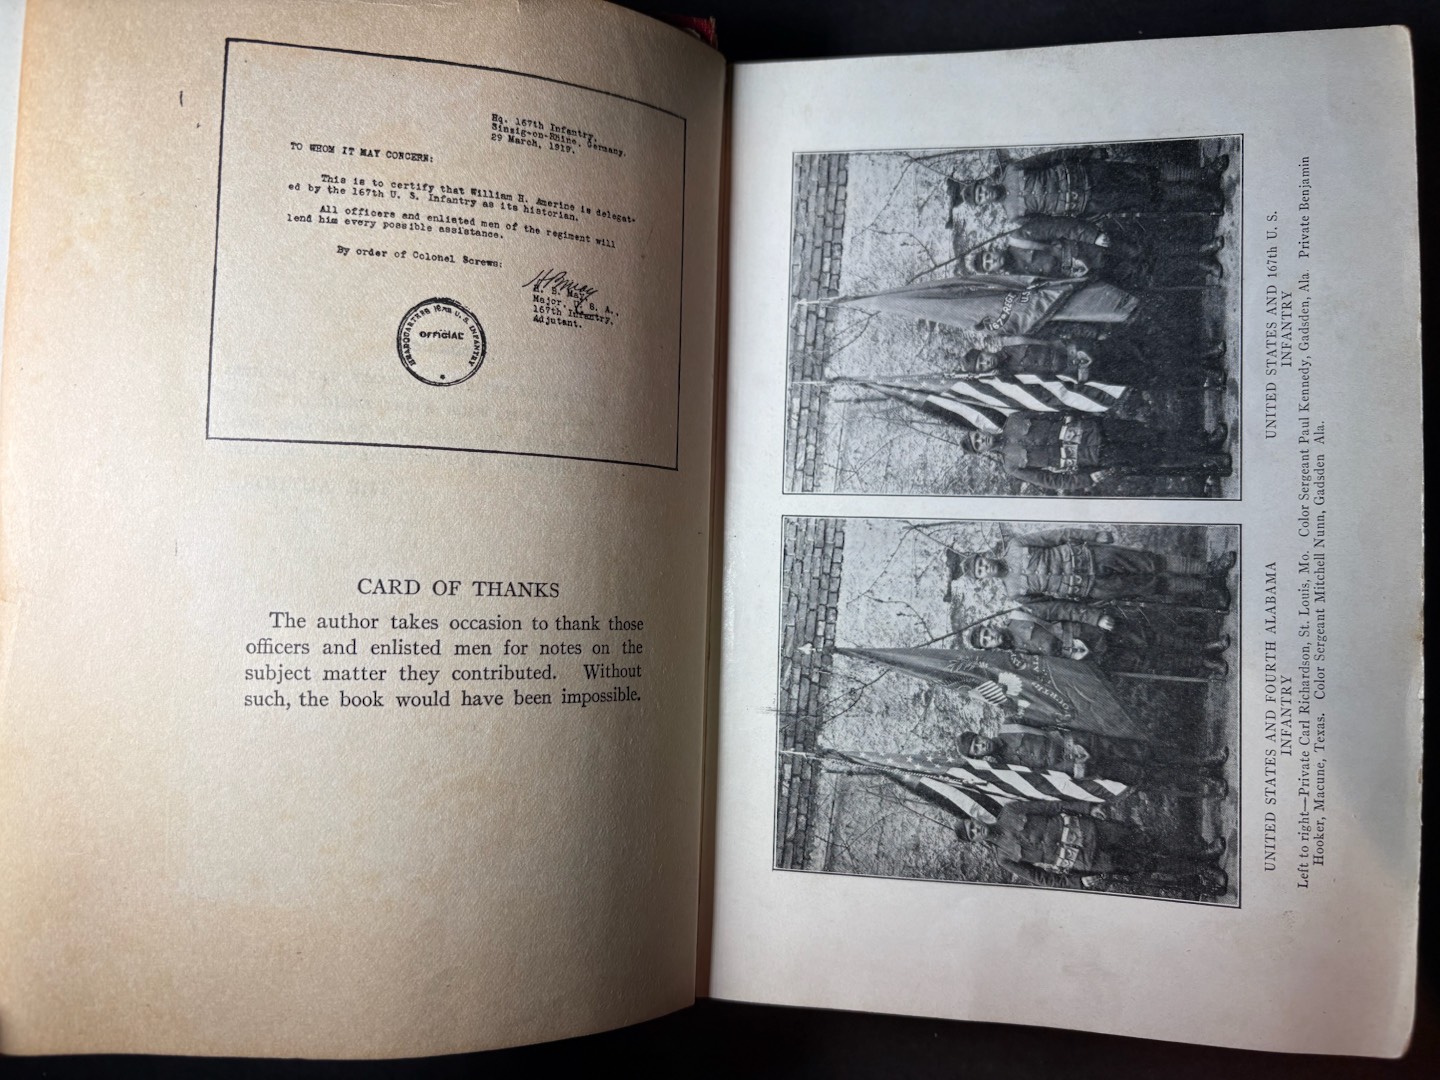 Hq. 167th Infantry,
Sinzig-on-Rhine, Germany.
29 March, 1919.
TO WHOM IT MAY CONCERN:
This is to certify that William H. Amerine is delegat-
ed by the 167th U. S. Infantry as its historian.
All officers and enlisted men of the regiment will
lend him every possible assistance.
By order of Colonel Screws:
Major, U. S. A.,
167th Infantry,
Adjutant.
HEADQUARTERS 167TH U.S. INFANTRY
OFFICIAL
CARD OF THANKS
The author takes occasion to thank those
officers and enlisted men for notes on the
subject matter they contributed. Without
such, the book would have been impossible.
UNITED STATES AND FOURTH ALABAMA
INFANTRY
UNITED STATES AND 167th U. S.
INFANTRY
Left to right—Private Carl Richardson, St. Louis, Mo. Color Sergeant Paul Kennedy, Gadsden, Ala. Private Benjamin
Hooker, Macune, Texas. Color Sergeant Mitchell Nunn, Gadsden Ala.